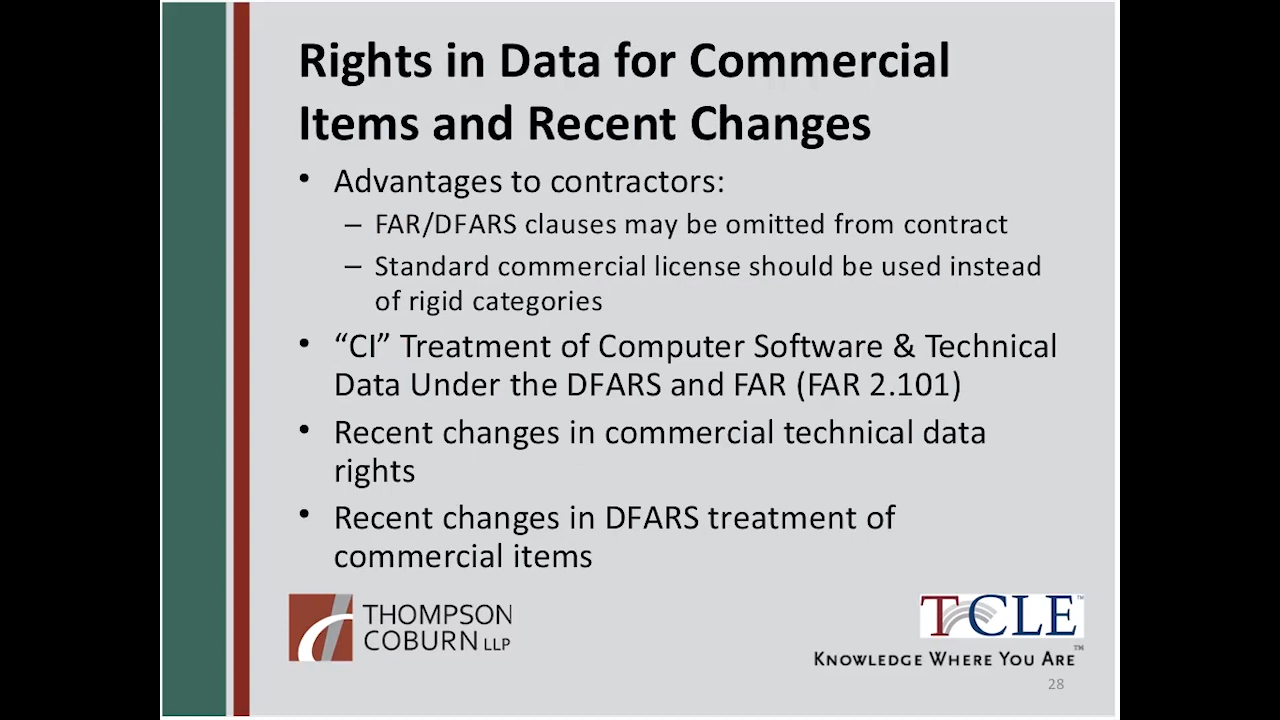 Rights in Data for Commercial
Items and Recent Changes
• Advantages to contractors:
– FAR/DFARS clauses may be omitted from contract
– Standard commercial license should be used instead
of rigid categories
• “CI” Treatment of Computer Software & Technical
Data Under the DFARS and FAR (FAR 2.101)
• Recent changes in commercial technical data
rights
• Recent changes in DFARS treatment of
commercial items
THOMPSON
COBURN LLP
TCLE™
KNOWLEDGE WHERE YOU ARE™
28